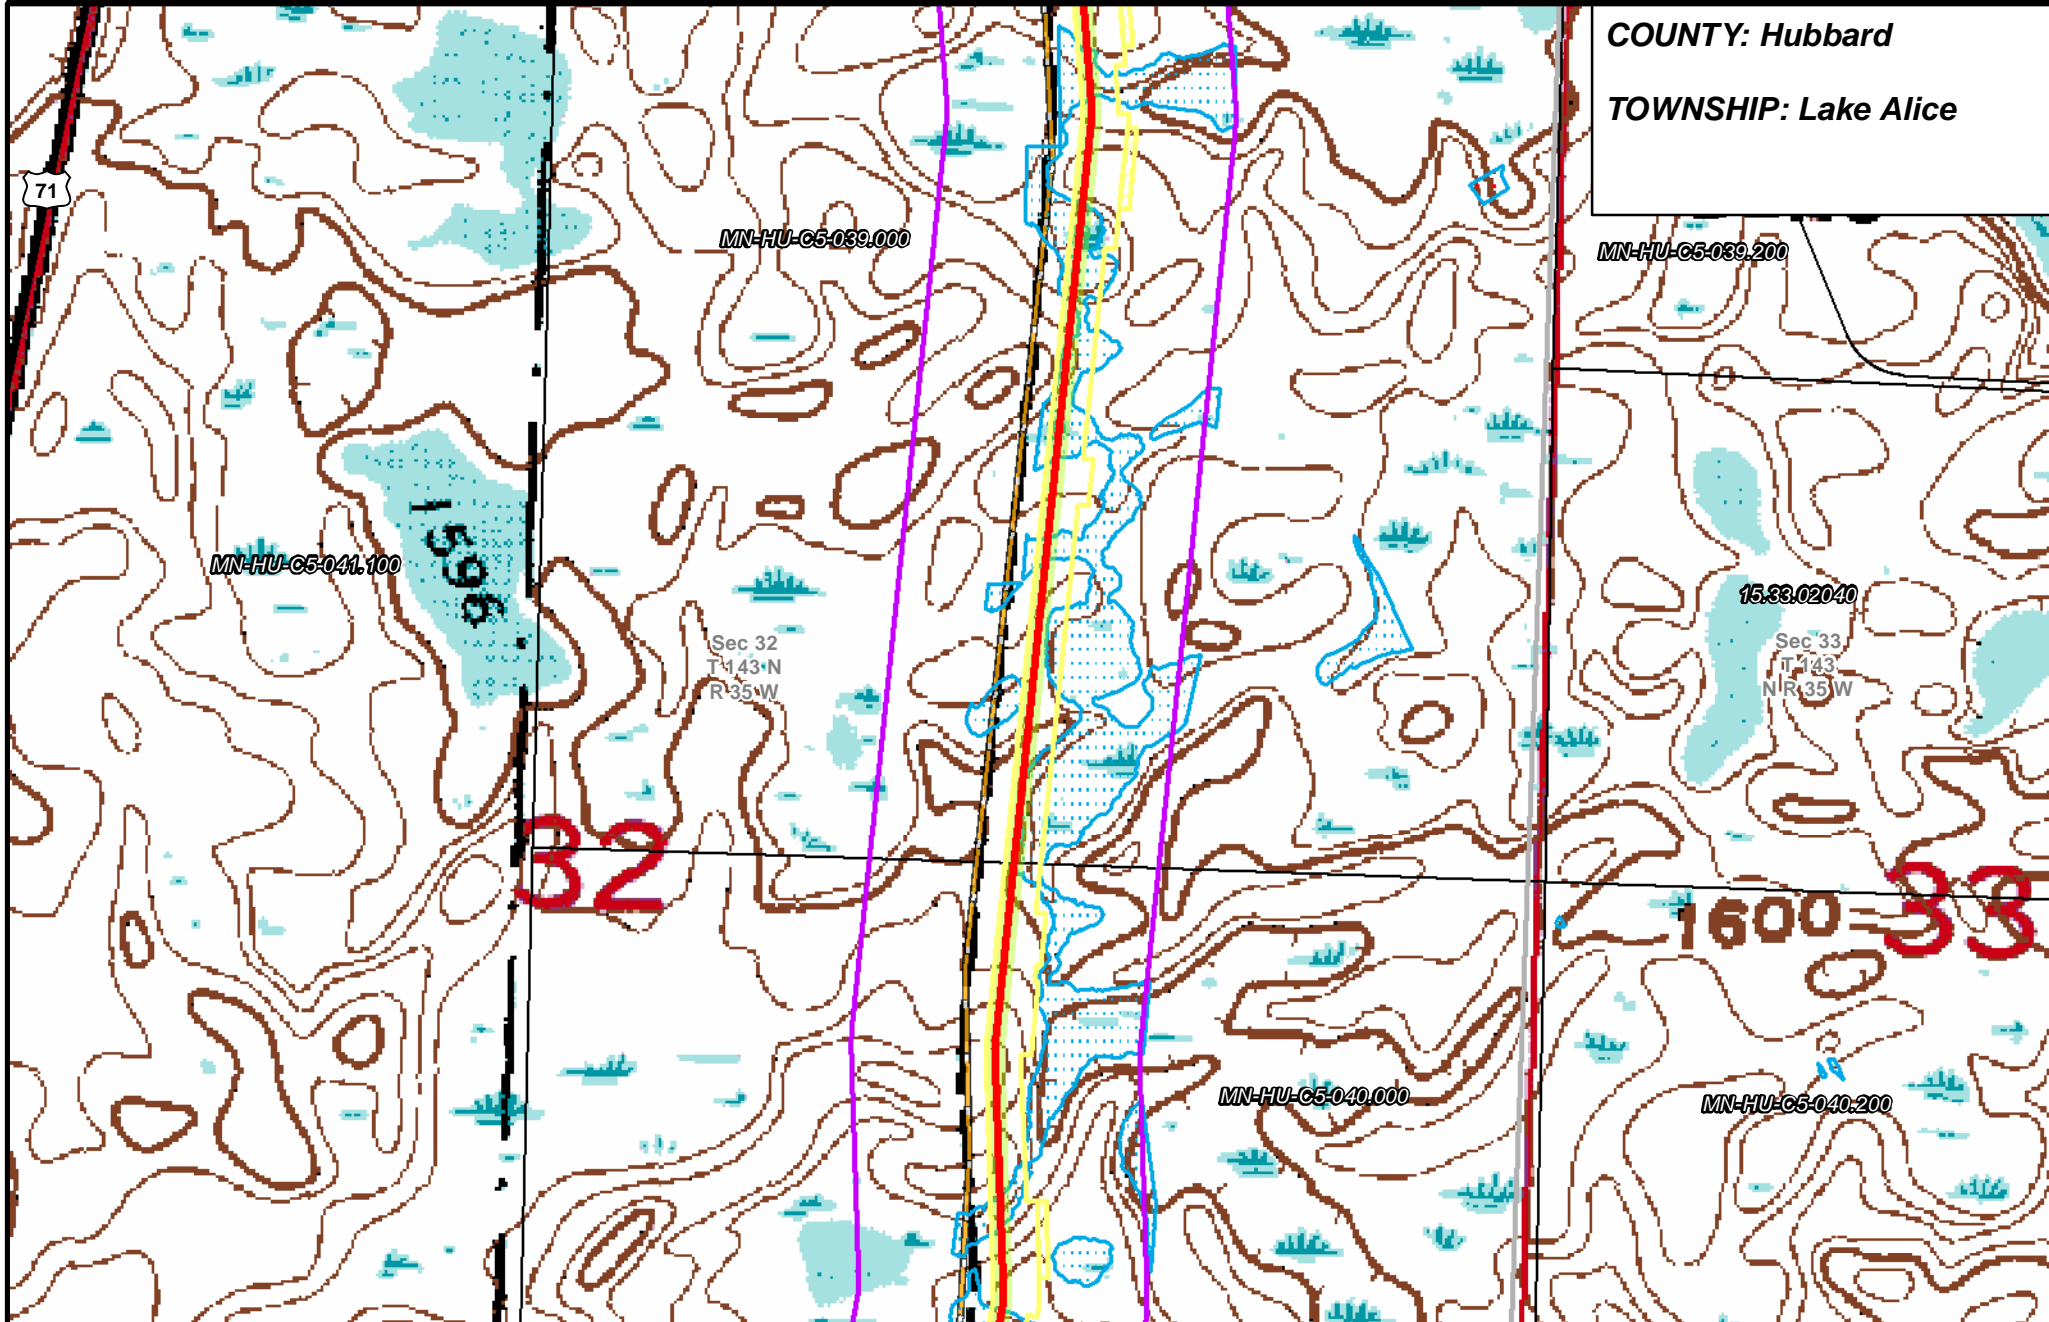 COUNTY: Hubbard
TOWNSHIP: Lake Alice
71
MN-HU-C5-039.000
MN-HU-C5-039.200
1596
MN-HU-C5-041.100
15.33.02040
Sec 32
T 143 N
R 35 W
Sec 33
T 143
N R 35 W
32
33
1600
MN-HU-C5-040.000
MN-HU-C5-040.200